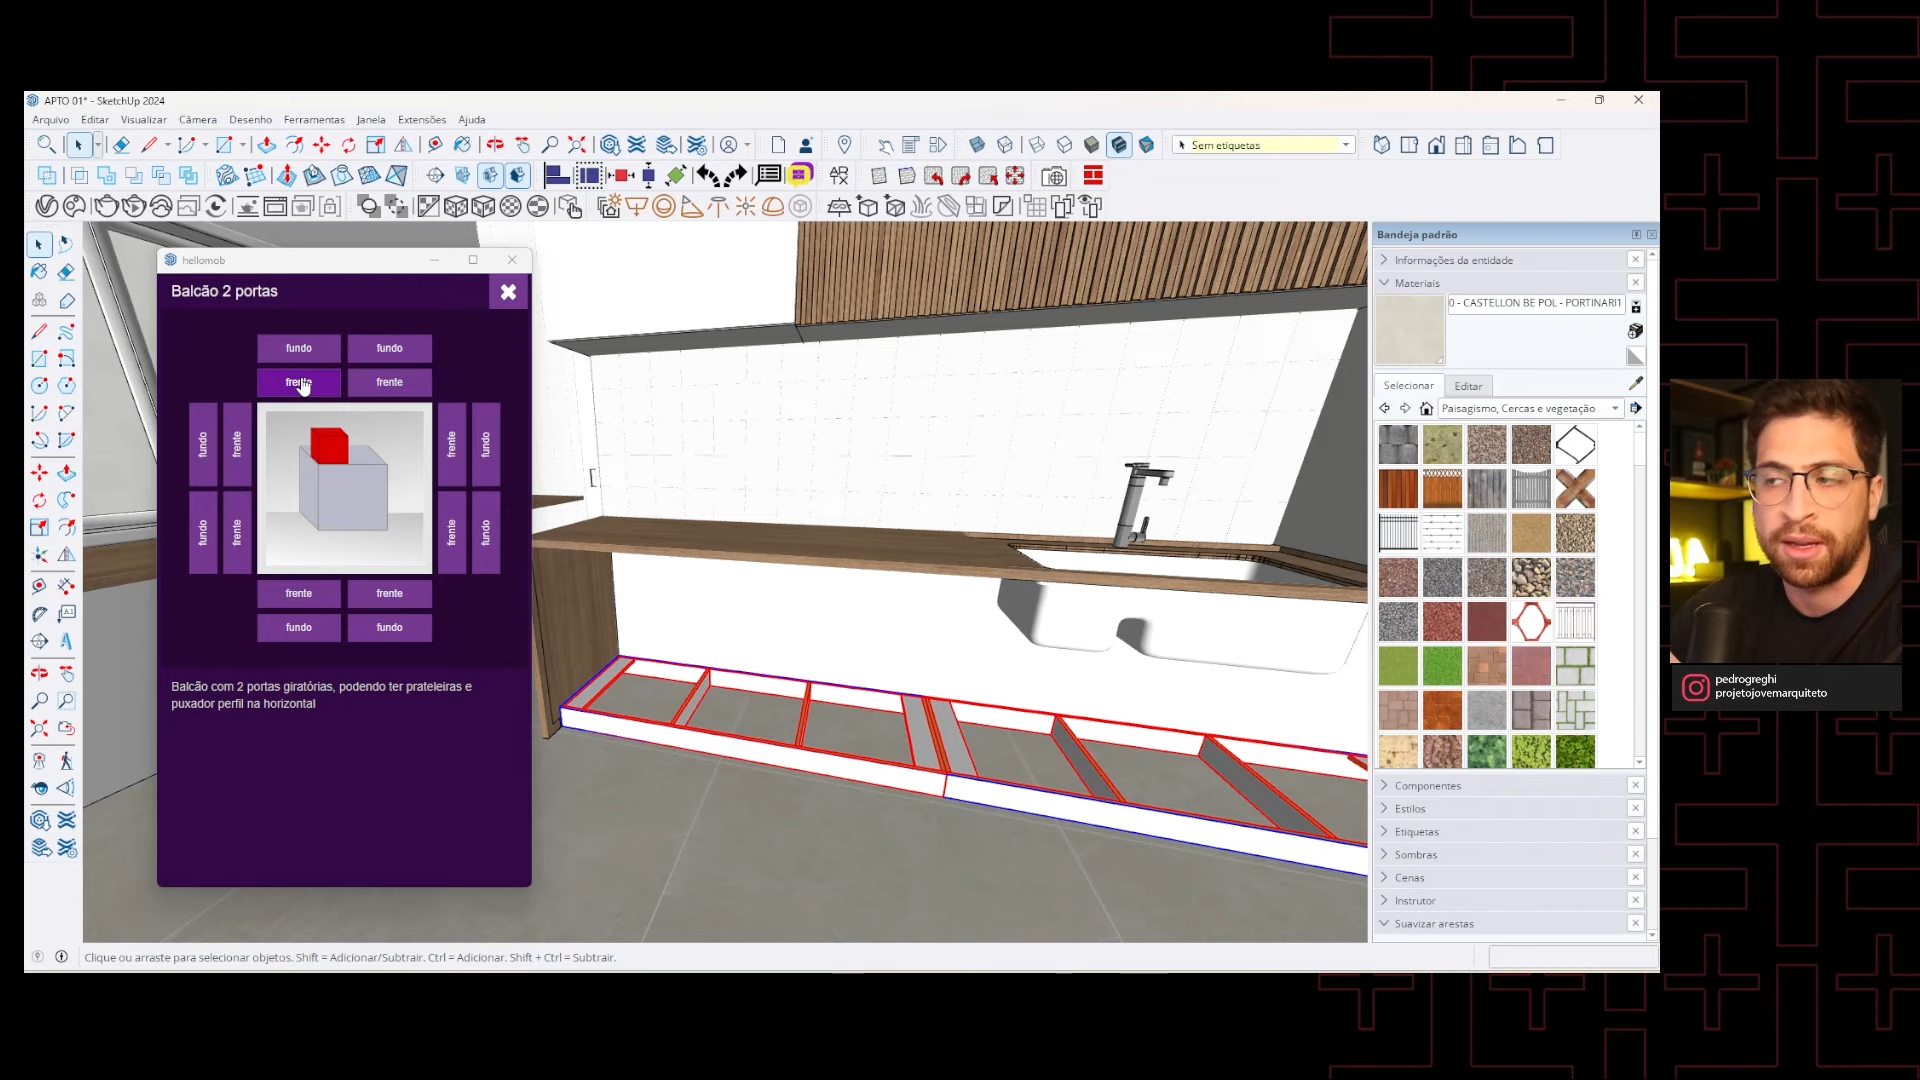 APTO 01* - SketchUp 2024
Arquivo Editar Visualizar Câmera Desenho Ferramentas Janela Extensões Ajuda
Sem etiquetas
AR
hellomob
Balcão 2 portas
fundo fundo
frente frente
fundo frente frente fundo
fundo frente frente fundo
frente frente
fundo fundo
Balcão com 2 portas giratórias, podendo ter prateleiras e
puxador perfil na horizontal
Bandeja padrão
Informações da entidade
Materiais
0 - CASTELLON BE POL - PORTINARI1
Selecionar Editar
Paisagismo, Cercas e vegetação
Componentes
Estilos
Etiquetas
Sombras
Cenas
Instrutor
Suavizar arestas
Clique ou arraste para selecionar objetos. Shift = Adicionar/Subtrair. Ctrl = Adicionar. Shift + Ctrl = Subtrair.
pedrogreghi
projetojovemarquiteto